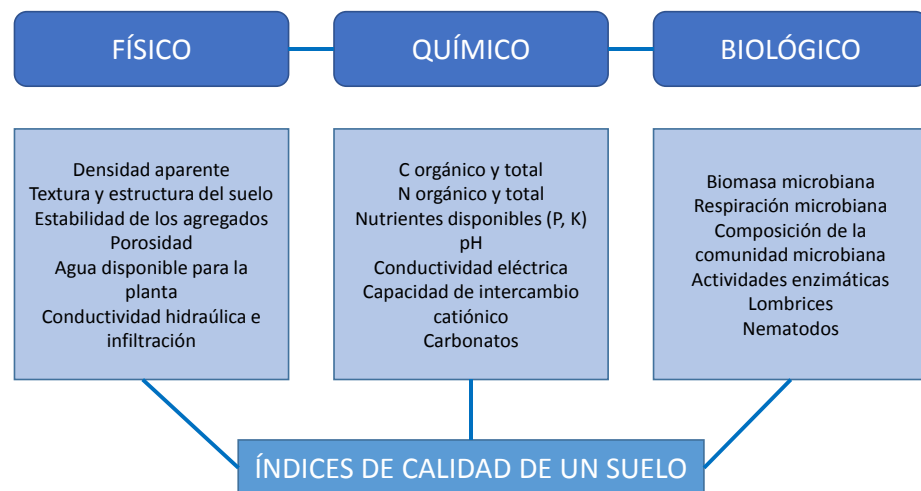 FÍSICO
QUÍMICO
BIOLÓGICO
Densidad aparente
Textura y estructura del suelo
Estabilidad de los agregados
Porosidad
Agua disponible para la
planta
Conductividad hidraúlica e
infiltración
C orgánico y total
N orgánico y total
Nutrientes disponibles (P, K)
pH
Conductividad eléctrica
Capacidad de intercambio
catiónico
Carbonatos
Biomasa microbiana
Respiración microbiana
Composición de la
comunidad microbiana
Actividades enzimáticas
Lombrices
Nematodos
ÍNDICES DE CALIDAD DE UN SUELO